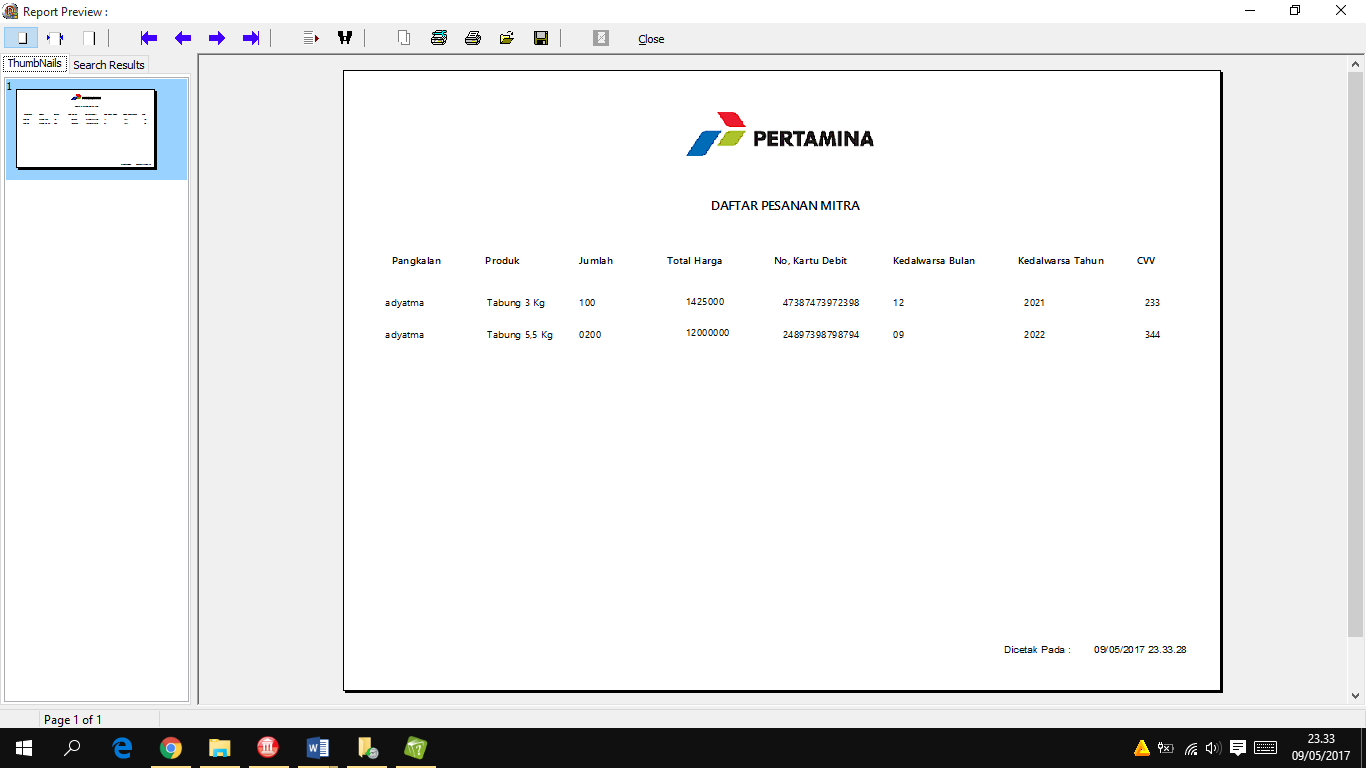 Report Preview :
Close
ThumbNails Search Results
1
PERTAMINA
DAFTAR PESANAN MITRA
Pangkalan Produk Jumlah Total Harga No, Kartu Debit Kedalwarsa Bulan Kedalwarsa Tahun CVV
adyatma Tabung 3 Kg 100 1425000 47387473972398 12 2021 233
adyatma Tabung 5,5 Kg 0200 12000000 24897398798794 09 2022 344
Dicetak Pada : 09/05/2017 23.33.28
Page 1 of 1
23.33
09/05/2017